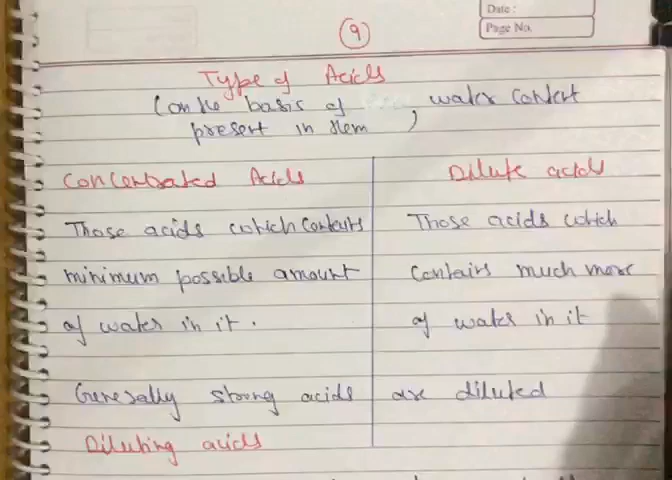 Date :
Page No.
9
Type of Acids
(on the basis of water content
present in them )
Concentrated Acids
Dilute acids
Those acids which contains
minimum possible amount
of water in it.
Those acids which
contains much more
of water in it
Generally strong acids are diluted
Diluting acids